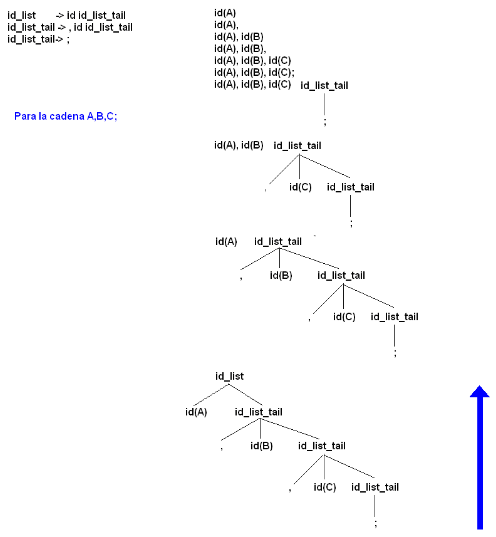 id_list -> id id_list_tail
id_list_tail -> , id id_list_tail
id_list_tail-> ;
Para la cadena A,B,C;
id(A)
id(A),
id(A), id(B)
id(A), id(B),
id(A), id(B), id(C)
id(A), id(B), id(C);
id(A), id(B), id(C) id_list_tail
;
id(A), id(B) id_list_tail
, id(C) id_list_tail
;
id(A) id_list_tail
, id(B) id_list_tail
, id(C) id_list_tail
;
id_list
id(A) id_list_tail
, id(B) id_list_tail
, id(C) id_list_tail
;